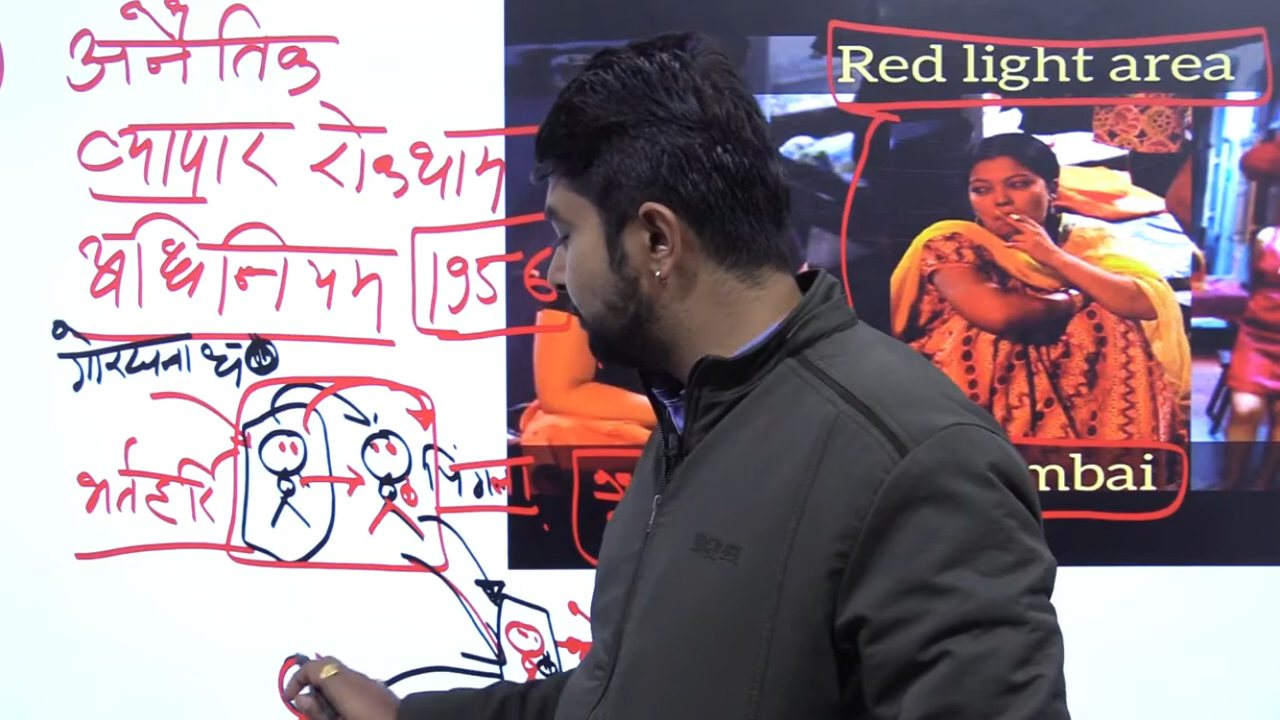 अनैतिक
व्यापार रोकथाम
अधिनियम 1956
गोरखनाथ
भर्तहरि
पिंगला
Red light area
mbai